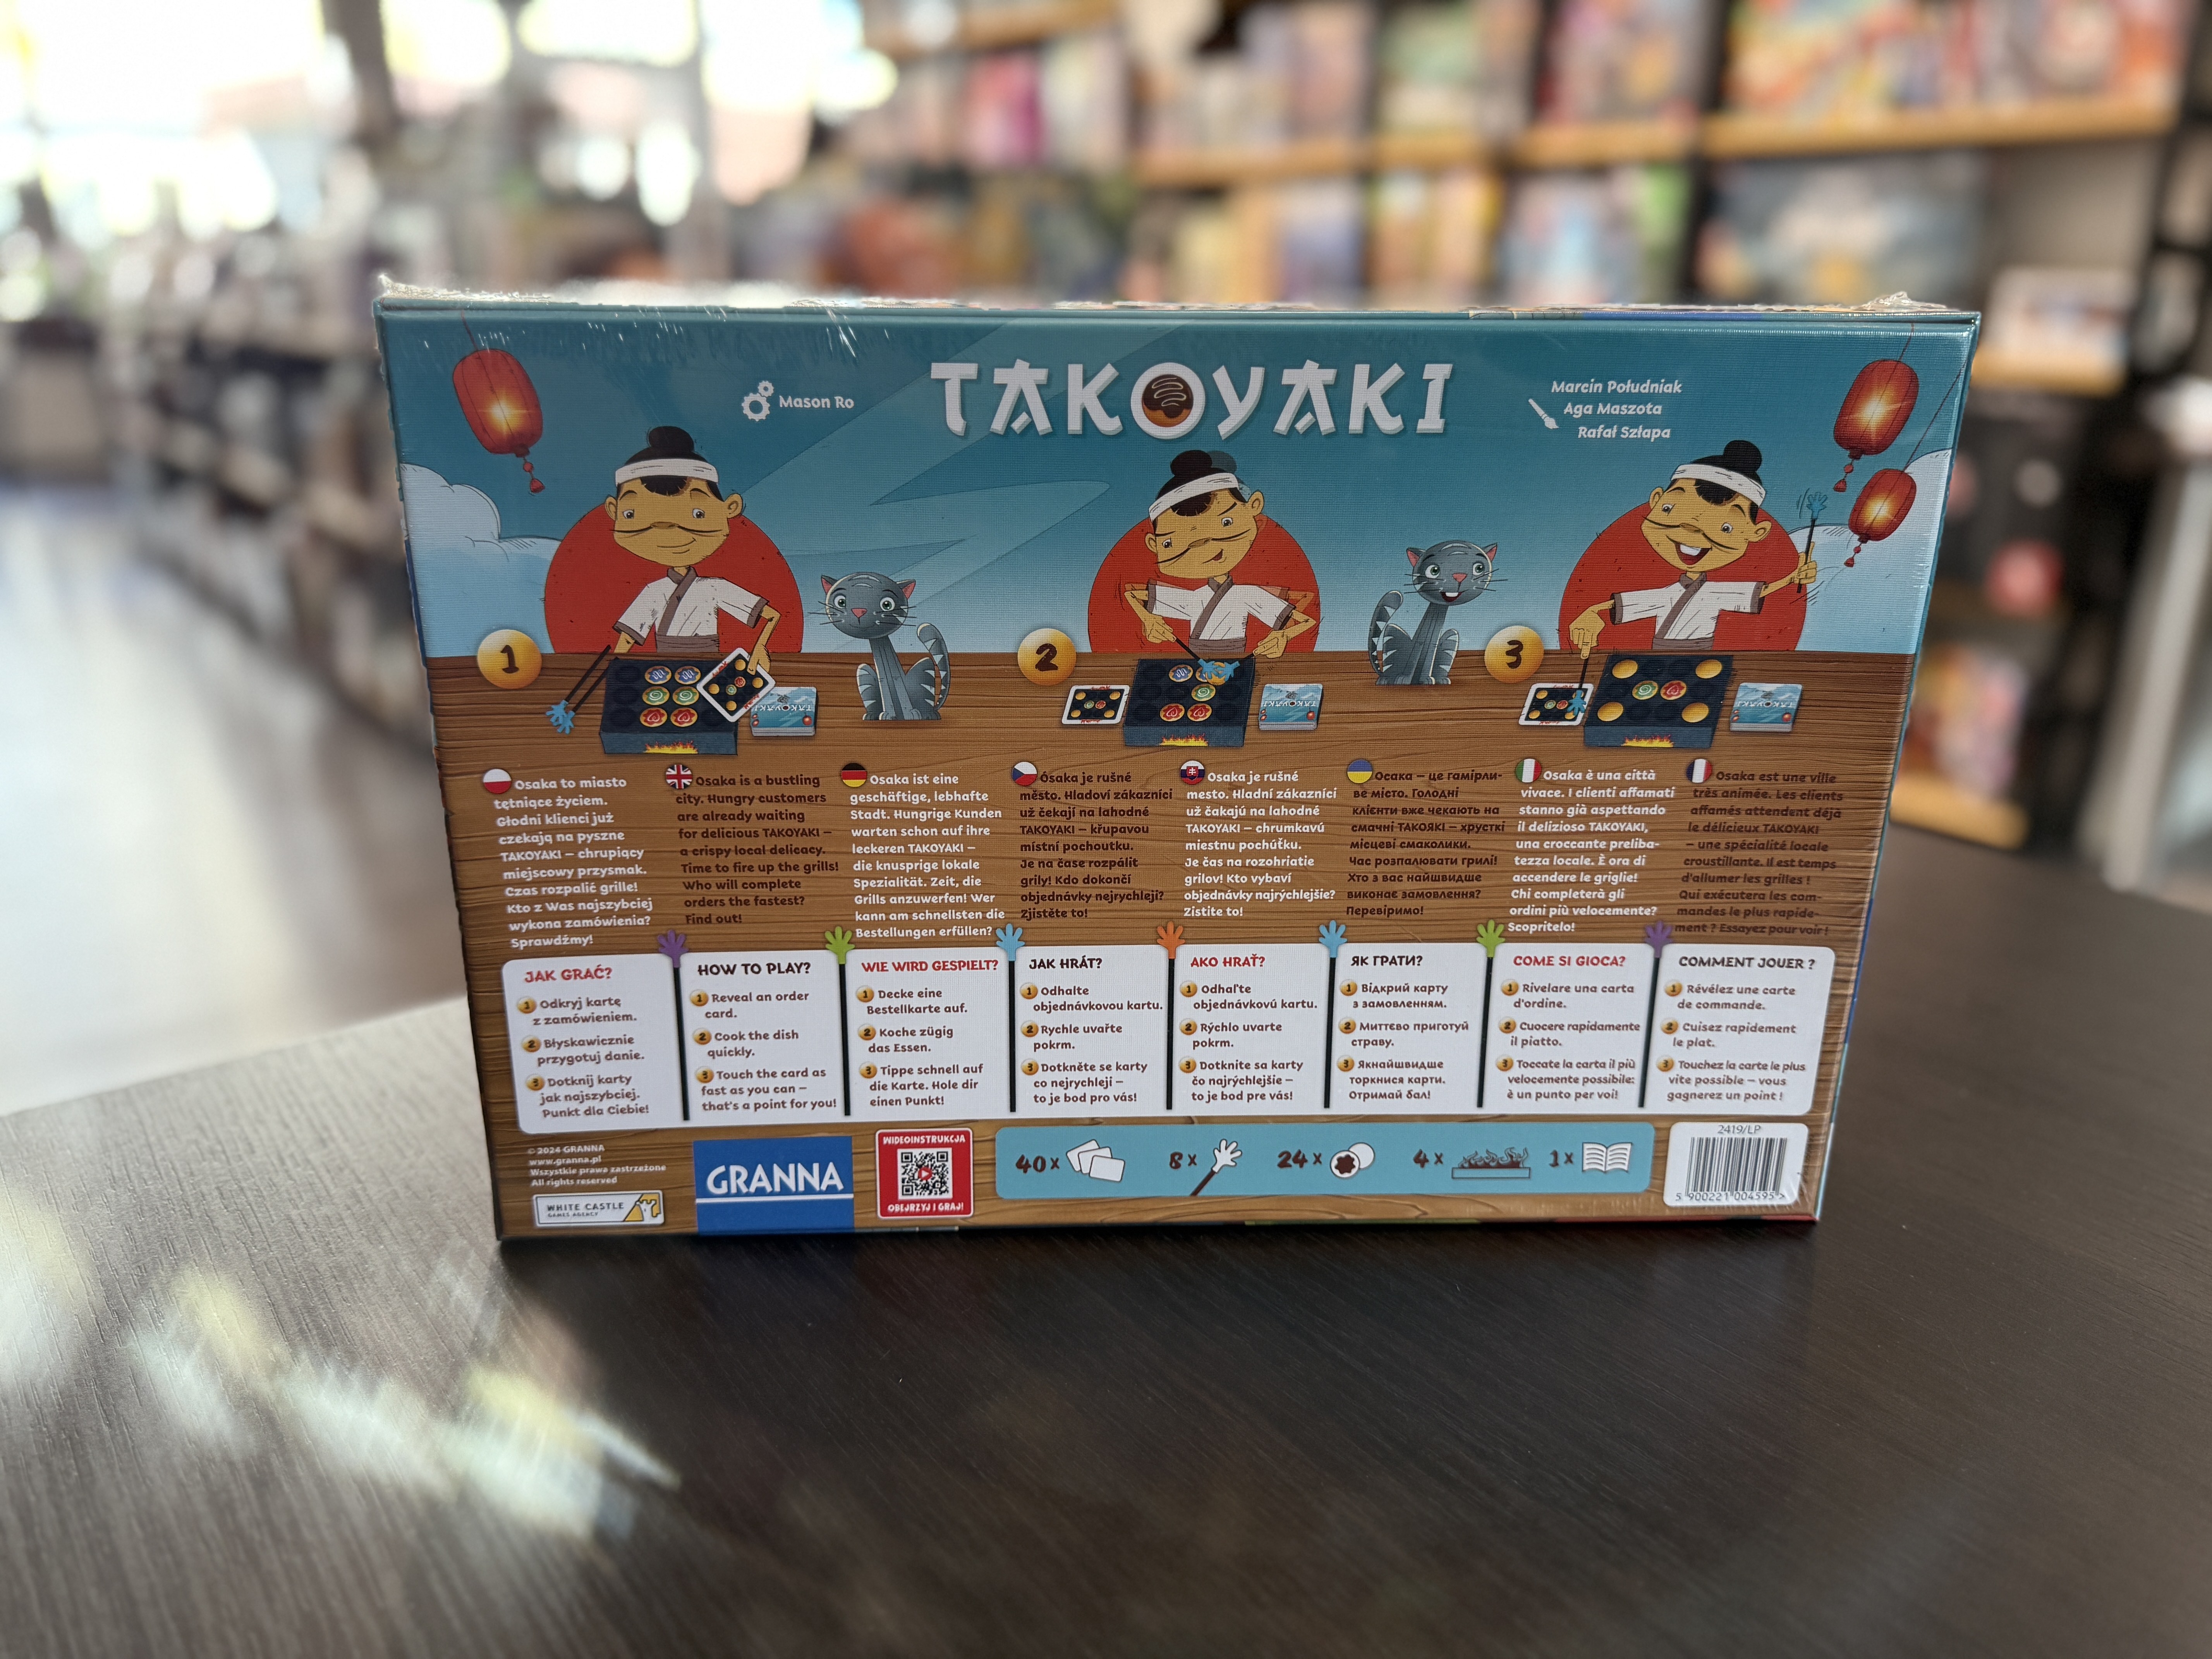 TAKOYAKI
Mason Ro
Marcin Południak
Aga Maszota
Rafał Szłapa
1
2
3
Osaka to miasto
tętniące życiem.
Głodni klienci już
czekają na pyszne
TAKOYAKI – chrupiący
miejscowy przysmak.
Czas rozpalić grille!
Kto z Was najszybciej
wykona zamówienia?
Sprawdźmy!
Osaka is a bustling
city. Hungry customers
are already waiting
for delicious TAKOYAKI –
a crispy local delicacy.
Time to fire up the grills!
Who will complete
orders the fastest?
Find out!
Osaka ist eine
geschäftige, lebhafte
Stadt. Hungrige Kunden
warten schon auf ihre
leckeren TAKOYAKI –
die knusprige lokale
Spezialität. Zeit, die
Grills anzuwerfen! Wer
kann am schnellsten die
Bestellungen erfüllen?
Ósaka je rušné
město. Hladoví zákazníci
už čekají na lahodné
TAKOYAKI – křupavou
místní pochoutku.
Je na čase rozpálit
grily! Kdo dokončí
objednávky nejrychleji?
Zjistěte to!
Osaka je rušné
mesto. Hladní zákazníci
už čakajú na lahodné
TAKOYAKI – chrumkavú
miestnu pochúťku.
Je čas na rozohriatie
grilov! Kto vybaví
objednávky najrýchlejšie?
Zistite to!
Осака – це гамірли-
ве місто. Голодні
клієнти вже чекають на
смачні ТАКОЯКІ – хрусткі
місцеві смаколики.
Час розпалювати грилі!
Хто з вас найшвидше
виконає замовлення?
Перевіримо!
Osaka è una città
vivace. I clienti affamati
stanno già aspettando
il delizioso TAKOYAKI,
una croccante preliba-
tezza locale. È ora di
accendere le griglie!
Chi completerà gli
ordini più velocemente?
Scopritelo!
Osaka est une ville
très animée. Les clients
affamés attendent déjà
le délicieux TAKOYAKI
– une spécialité locale
croustillante. Il est temps
d'allumer les grilles !
Qui exécutera les com-
mandes le plus rapide-
ment ? Essayez pour voir !
JAK GRAĆ?
1 Odkryj kartę
z zamówieniem.
2 Błyskawicznie
przygotuj danie.
3 Dotknij karty
jak najszybciej.
Punkt dla Ciebie!
HOW TO PLAY?
1 Reveal an order
card.
2 Cook the dish
quickly.
3 Touch the card as
fast as you can –
that's a point for you!
WIE WIRD GESPIELT?
1 Decke eine
Bestellkarte auf.
2 Koche zügig
das Essen.
3 Tippe schnell auf
die Karte. Hole dir
einen Punkt!
JAK HRÁT?
1 Odhalte
objednávkovou kartu.
2 Rychle uvařte
pokrm.
3 Dotkněte se karty
co nejrychleji –
to je bod pro vás!
AKO HRAŤ?
1 Odhaľte
objednávkovú kartu.
2 Rýchlo uvarte
pokrm.
3 Dotknite sa karty
čo najrýchlejšie –
to je bod pre vás!
ЯК ГРАТИ?
1 Відкрий карту
з замовленням.
2 Миттєво приготуй
страву.
3 Якнайшвидше
торкнися карти.
Отримай бал!
COME SI GIOCA?
1 Rivelare una carta
d'ordine.
2 Cuocere rapidamente
il piatto.
3 Toccate la carta il più
velocemente possibile:
è un punto per voi!
COMMENT JOUER ?
1 Révélez une carte
de commande.
2 Cuisez rapidement
le plat.
3 Touchez la carte le plus
vite possible – vous
gagnerez un point !
© 2024 GRANNA
www.granna.pl
Wszystkie prawa zastrzeżone
All rights reserved
WHITE CASTLE
GAMES AGENCY
GRANNA
WIDEOINSTRUKCJA
OBEJRZYJ I GRAJ!
40x
8x
24x
4x
1x
2419/LP
5 900221 004595 >